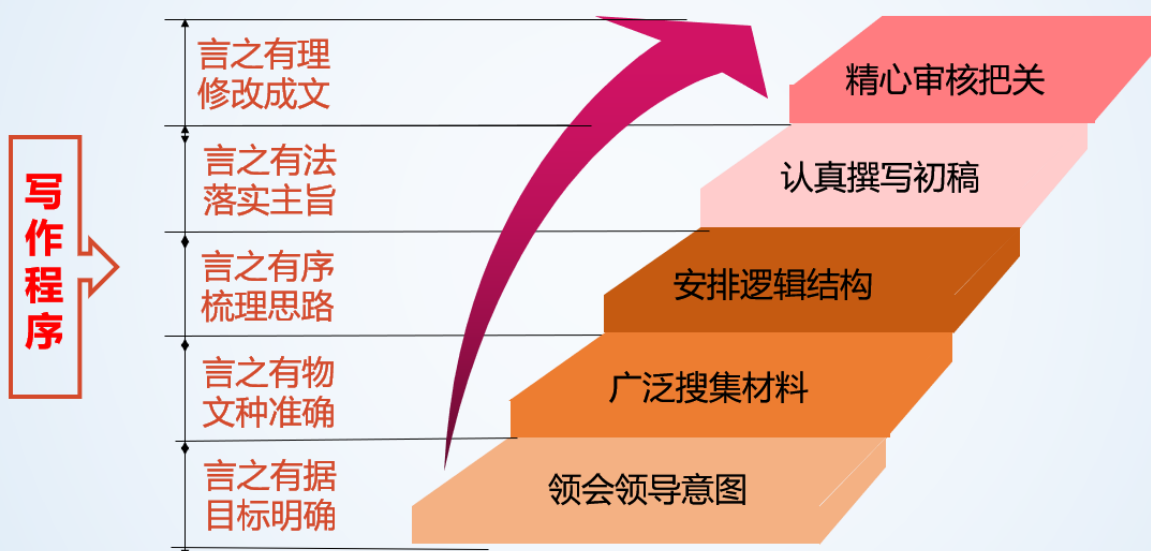 写作程序
言之有理
修改成文
精心审核把关
言之有法
落实主旨
认真撰写初稿
言之有序
梳理思路
安排逻辑结构
言之有物
文种准确
广泛搜集材料
言之有据
目标明确
领会领导意图